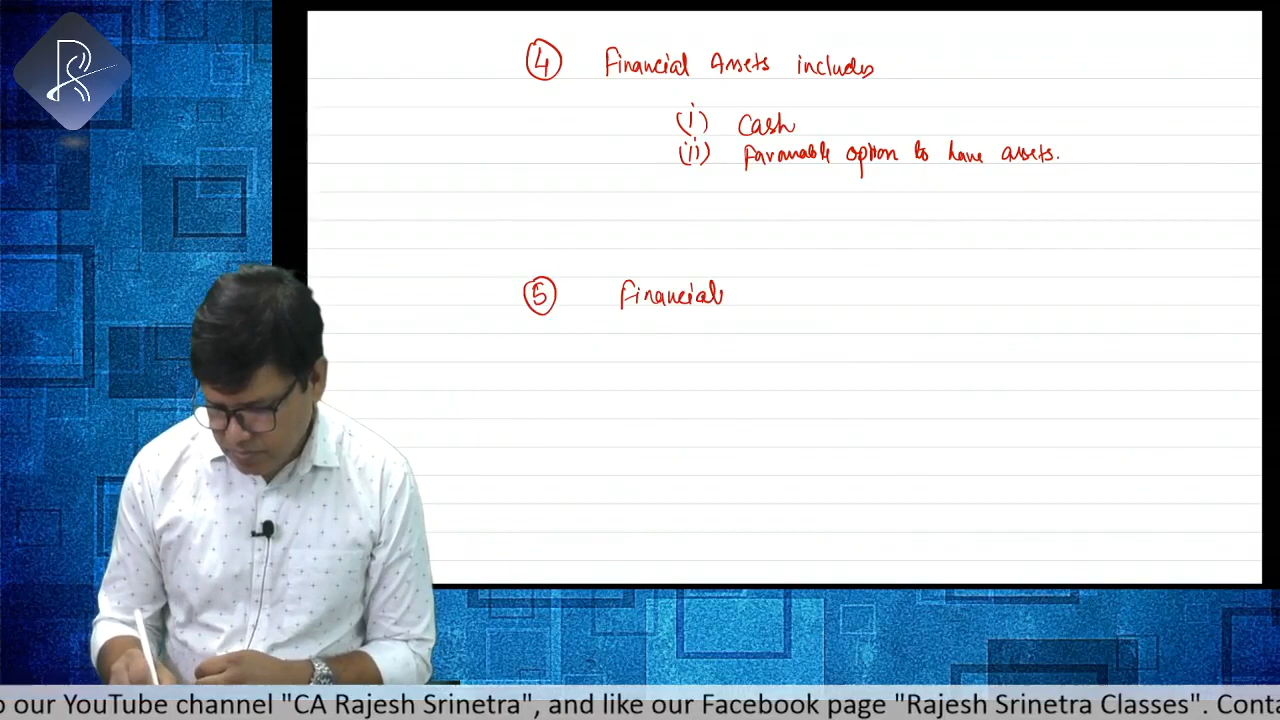 ④ Financial Assets includes
(i) Cash
(ii) favorable option to have assets.
⑤ Financial
o our YouTube channel "CA Rajesh Srinetra", and like our Facebook page "Rajesh Srinetra Classes". Conta